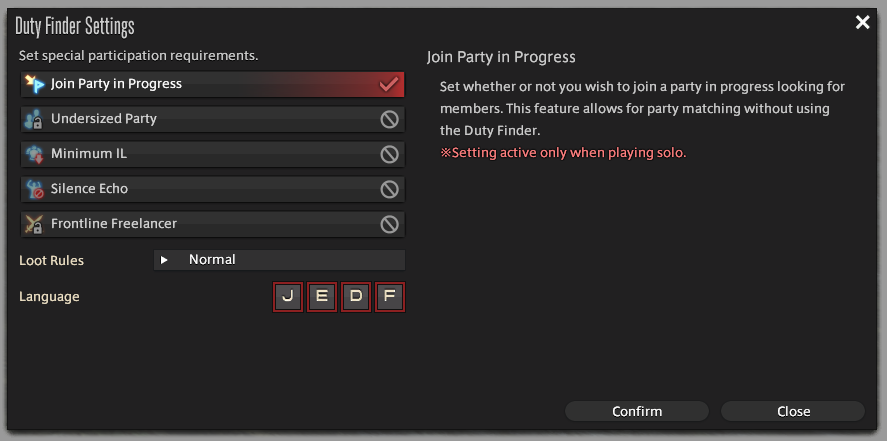 Duty Finder Settings
Set special participation requirements.
Join Party in Progress
Undersized Party
Minimum IL
Silence Echo
Frontline Freelancer
Loot Rules
Normal
Language
J E D F
Join Party in Progress
Set whether or not you wish to join a party in progress looking for
members. This feature allows for party matching without using
the Duty Finder.
※Setting active only when playing solo.
Confirm
Close